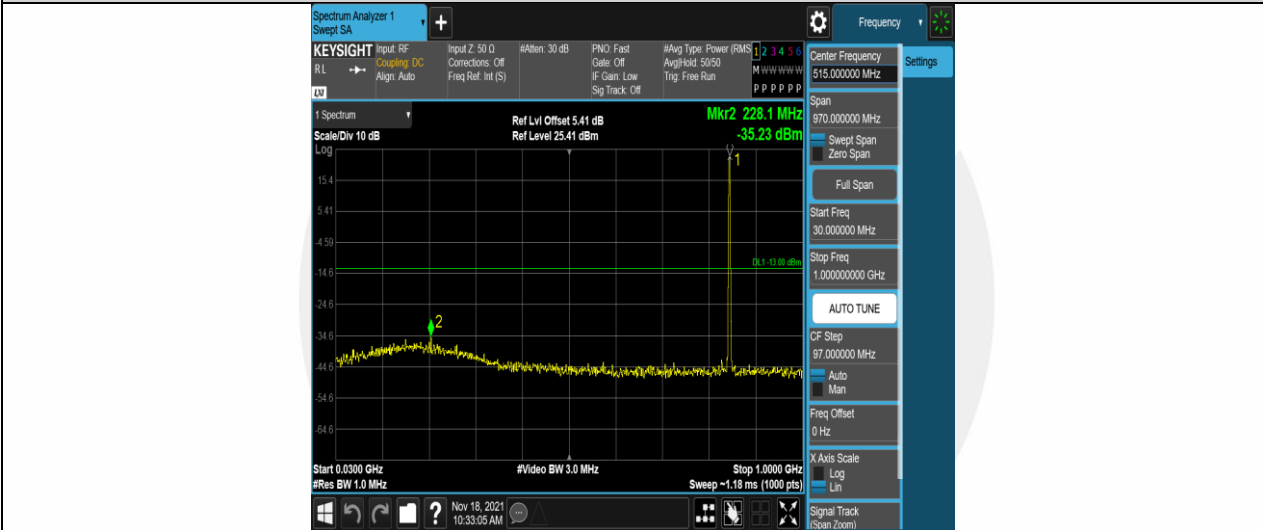 Spectrum Analyzer 1
Swept SA
+
Frequency
KEYSIGHT
RL
LXI
Input: RF
Coupling: DC
Align: Auto
Input Z: 50 Ω
Corrections: Off
Freq Ref: Int (S)
#Atten: 30 dB
PNO: Fast
Gate: Off
IF Gain: Low
Sig Track: Off
#Avg Type: Power (RMS
Avg|Hold: 50/50
Trig: Free Run
1 2 3 4 5 6
M W W W W W
P P P P P P
1 Spectrum
Scale/Div 10 dB
Log
Ref Lvl Offset 5.41 dB
Ref Level 25.41 dBm
Mkr2 228.1 MHz
-35.23 dBm
1
15.4
5.41
-4.59
DL1 -13.00 dBm
-14.6
-24.6
2
-34.6
-44.6
-54.6
-64.6
Start 0.0300 GHz
#Res BW 1.0 MHz
#Video BW 3.0 MHz
Stop 1.0000 GHz
Sweep ~1.18 ms (1000 pts)
Center Frequency
515.000000 MHz
Settings
Span
970.000000 MHz
Swept Span
Zero Span
Full Span
Start Freq
30.000000 MHz
Stop Freq
1.000000000 GHz
AUTO TUNE
CF Step
97.000000 MHz
Auto
Man
Freq Offset
0 Hz
X Axis Scale
Log
Lin
Signal Track
(Span Zoom)
?
Nov 18, 2021
10:33:05 AM